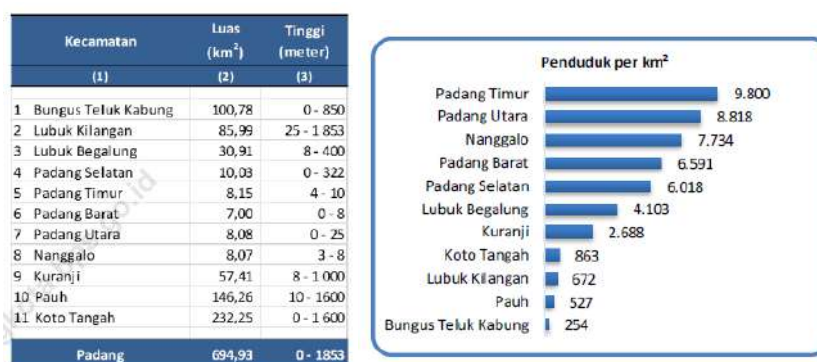 Kecamatan Luas (km²) Tinggi (meter)
(1) (2) (3)
1 Bungus Teluk Kabung 100,78 0 - 850
2 Lubuk Kilangan 85,99 25 - 1 853
3 Lubuk Begalung 30,91 8 - 400
4 Padang Selatan 10,03 0 - 322
5 Padang Timur 8,15 4 - 10
6 Padang Barat 7,00 0 - 8
7 Padang Utara 8,08 0 - 25
8 Nanggalo 8,07 3 - 8
9 Kuranji 57,41 8 - 1 000
10 Pauh 146,26 10 - 1600
11 Koto Tangah 232,25 0 - 1 600
Padang 694,93 0 - 1853
Penduduk per km²
Padang Timur 9.800
Padang Utara 8.818
Nanggalo 7.734
Padang Barat 6.591
Padang Selatan 6.018
Lubuk Begalung 4.103
Kuranji 2.688
Koto Tangah 863
Lubuk Kilangan 672
Pauh 527
Bungus Teluk Kabung 254